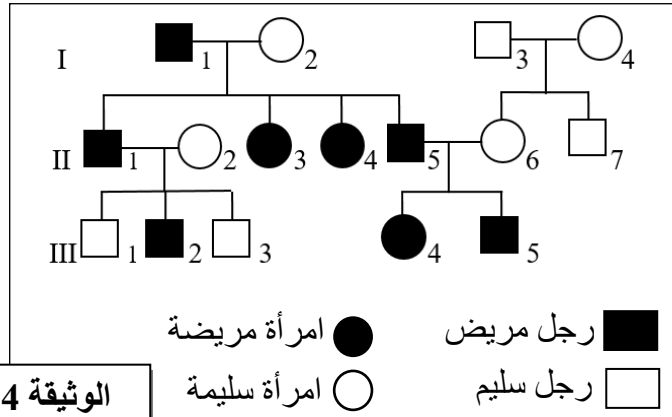 I 1 2 3 4
II 1 2 3 4 5 6 7
III 1 2 3 4 5
رجل مريض امرأة مريضة
رجل سليم امرأة سليمة
الوثيقة 4